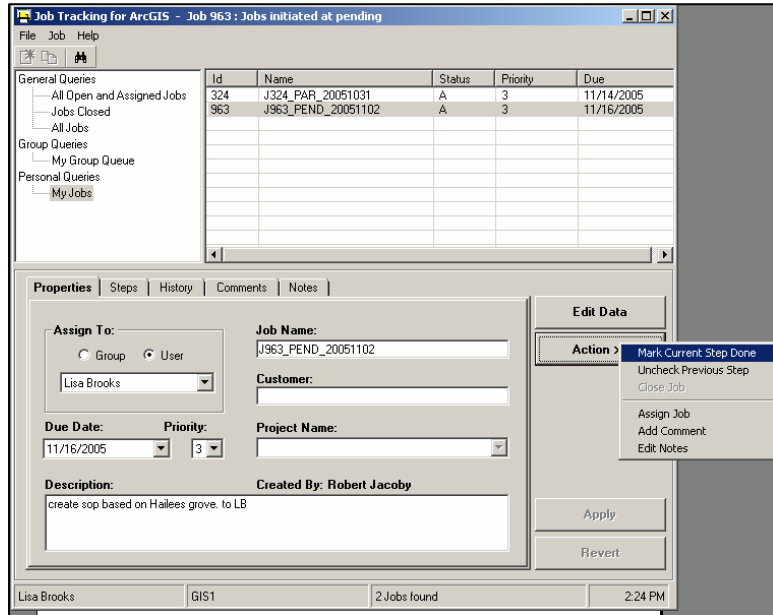 Job Tracking for ArcGIS - Job 963 : Jobs initiated at pending
File Job Help
General Queries
All Open and Assigned Jobs
Jobs Closed
All Jobs
Group Queries
My Group Queue
Personal Queries
My Jobs
Id Name Status Priority Due
324 J324_PAR_20051031 A 3 11/14/2005
963 J963_PEND_20051102 A 3 11/16/2005
Properties Steps History Comments Notes
Assign To:
Group User
Lisa Brooks
Job Name:
J963_PEND_20051102
Customer:
Due Date: Priority:
11/16/2005 3
Project Name:
Description: Created By: Robert Jacoby
create sop based on Hailees grove. to LB
Edit Data
Action >
Mark Current Step Done
Uncheck Previous Step
Close Job
Assign Job
Add Comment
Edit Notes
Apply
Revert
Lisa Brooks GIS1 2 Jobs found 2:24 PM